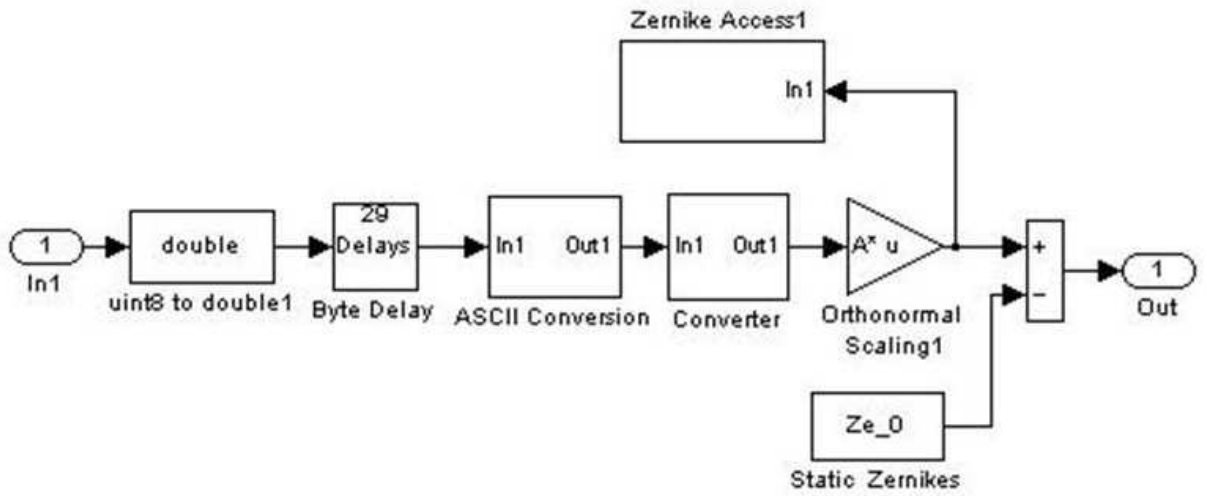 Zernike Access1
In1
1
In1
double
uint8 to double1
29
Delays
Byte Delay
In1 Out1
ASCII Conversion
In1 Out1
Converter
A* u
Orthonormal
Scaling1
+
−
1
Out
Ze_0
Static Zernikes